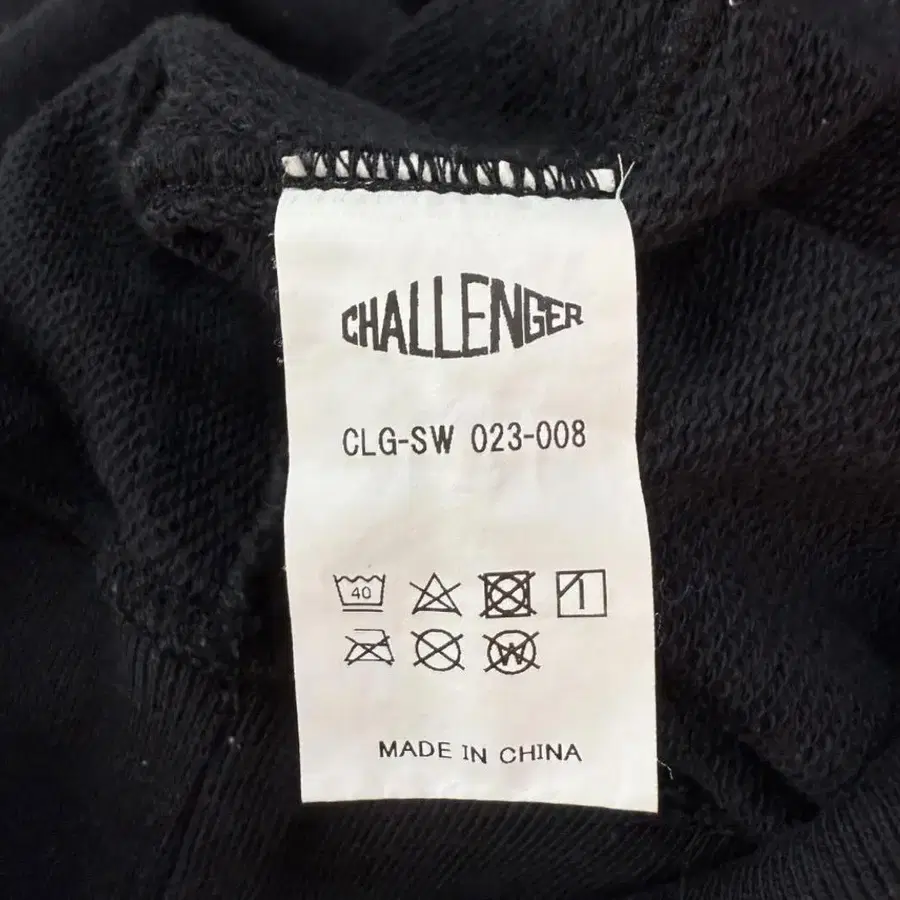 CHALLENGER
CLG-SW 023-008
40
W
MADE IN CHINA